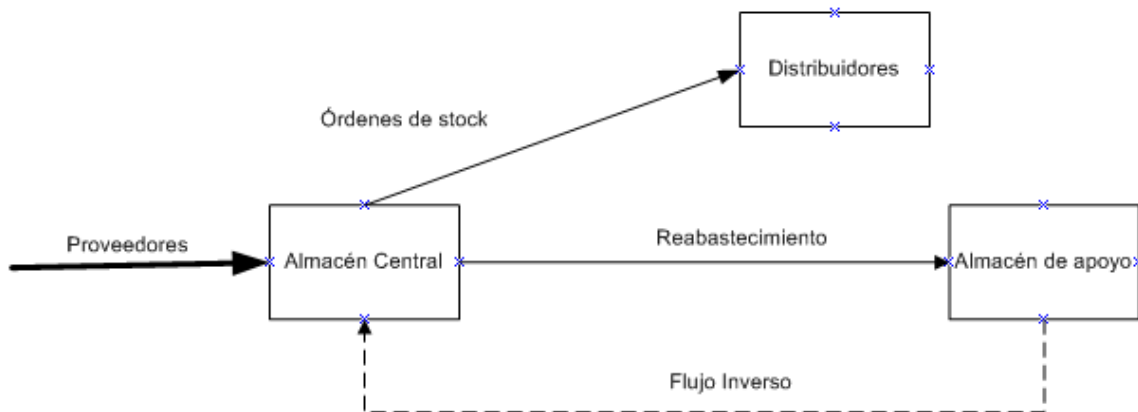 Distribuidores
Órdenes de stock
Proveedores
Almacén Central
Reabastecimiento
Almacén de apoyo
Flujo Inverso